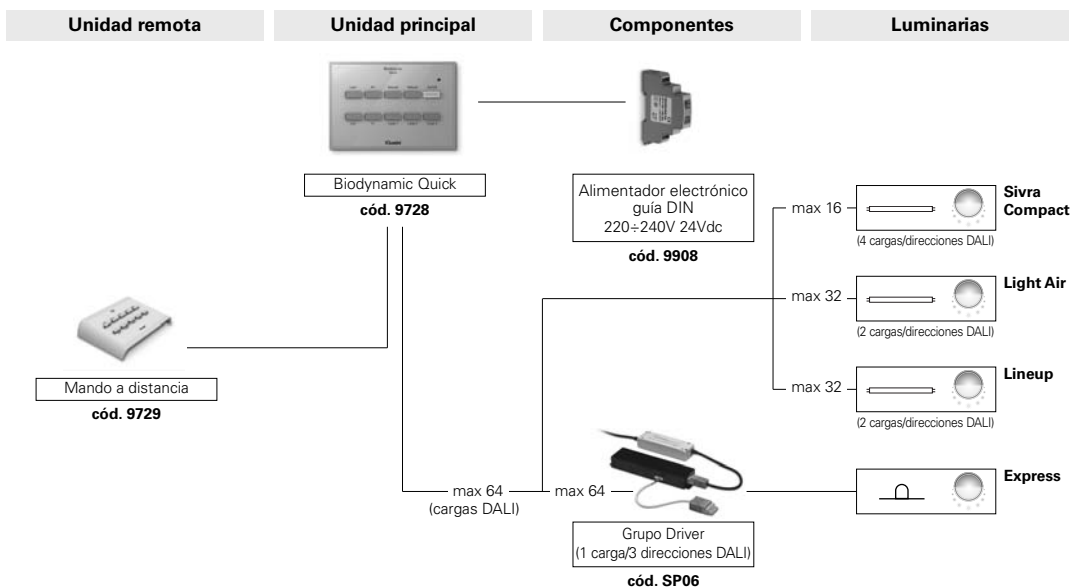 Unidad remota
Unidad principal
Componentes
Luminarias
Biodynamic Quick
cód. 9728
Alimentador electrónico
guía DIN
220÷240V 24Vdc
cód. 9908
Mando a distancia
cód. 9729
max 16
Sivra
Compact
(4 cargas/direcciones DALI)
max 32
Light Air
(2 cargas/direcciones DALI)
max 32
Lineup
(2 cargas/direcciones DALI)
max 64
(cargas DALI)
max 64
Express
Grupo Driver
(1 carga/3 direcciones DALI)
cód. SP06